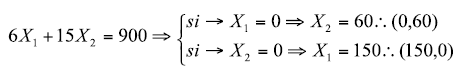 6X₁ + 15X₂ = 900 ⇒ { si → X₁ = 0 ⇒ X₂ = 60 ∴ (0,60)
si → X₂ = 0 ⇒ X₁ = 150 ∴ (150,0)